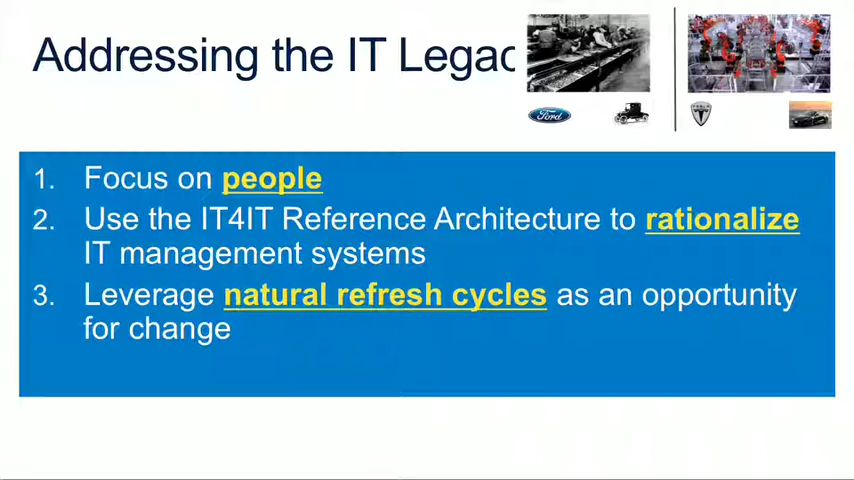 Addressing the IT Legac
Ford
TESLA
1. Focus on people
2. Use the IT4IT Reference Architecture to rationalize
IT management systems
3. Leverage natural refresh cycles as an opportunity
for change